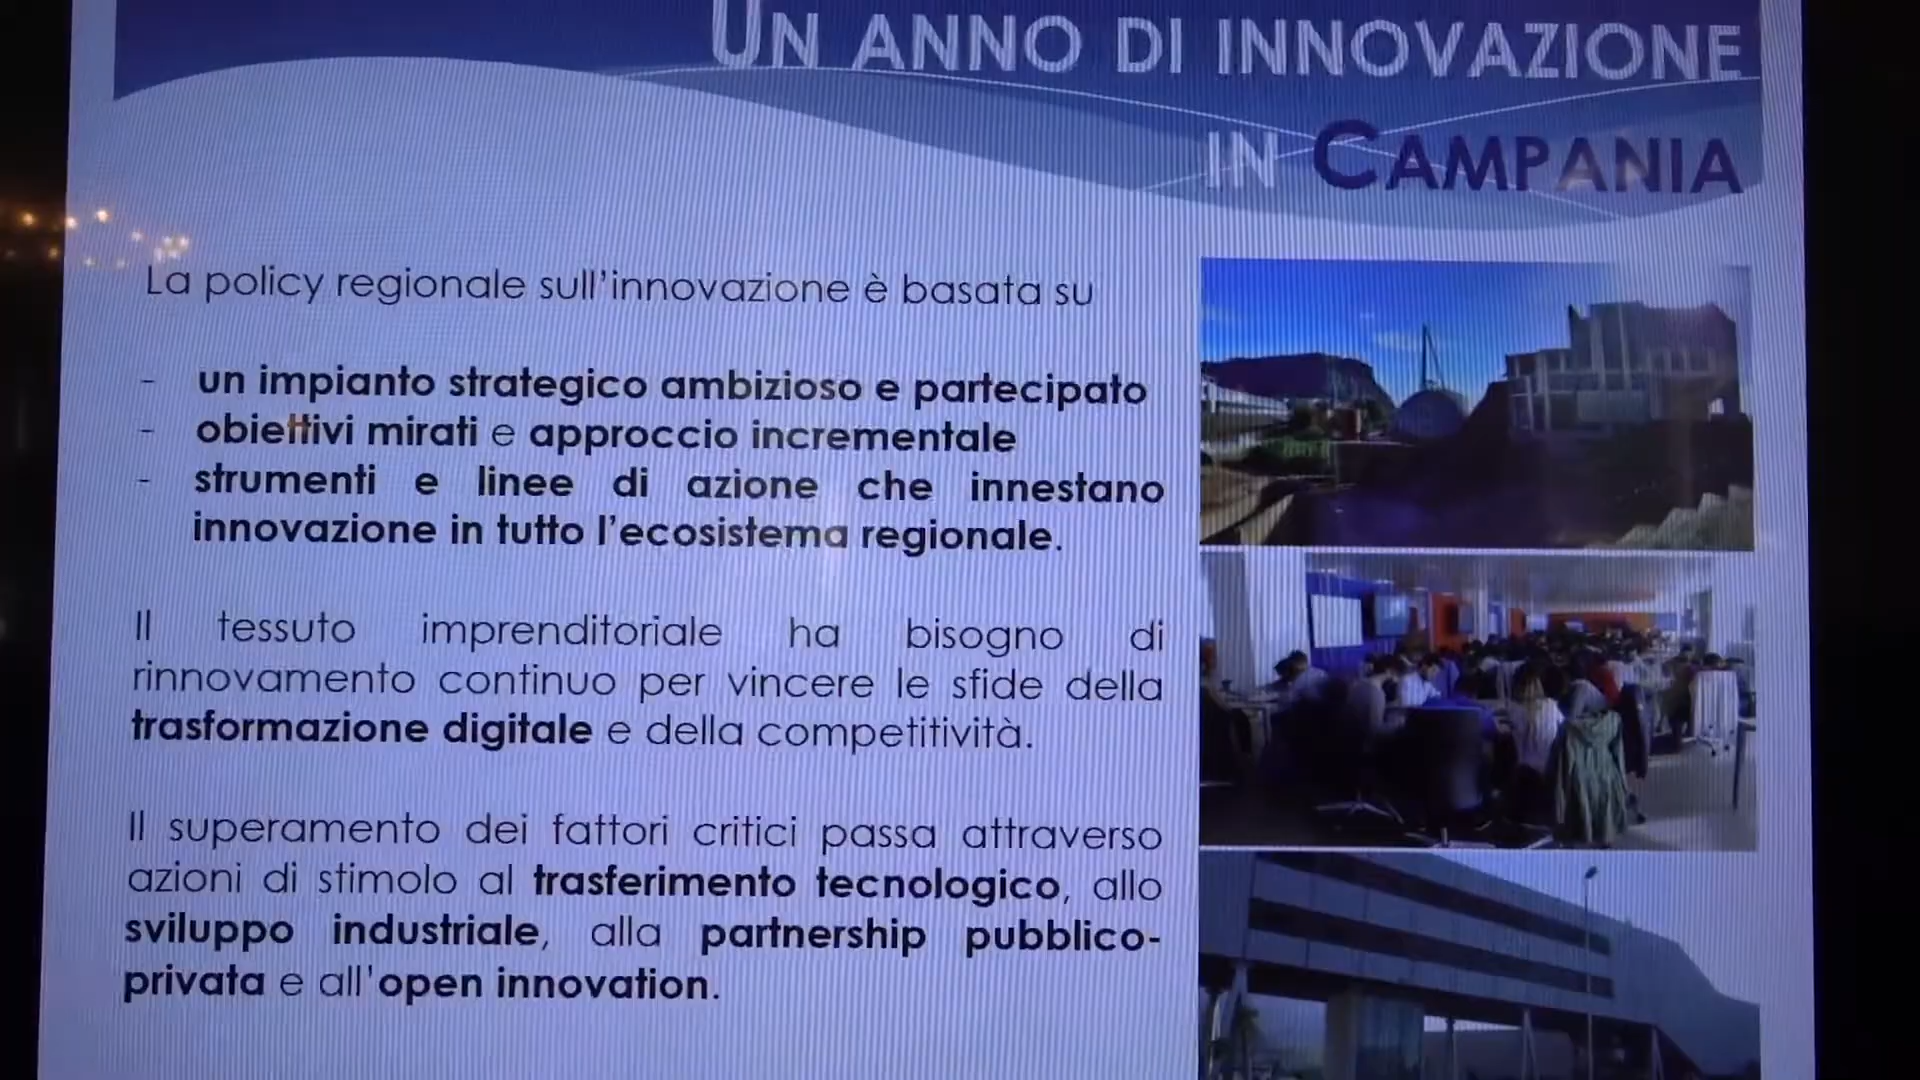 UN ANNO DI INNOVAZIONE
IN CAMPANIA
La policy regionale sull'innovazione è basata su
- un impianto strategico ambizioso e partecipato
- obiettivi mirati e approccio incrementale
- strumenti e linee di azione che innestano
innovazione in tutto l'ecosistema regionale.
Il tessuto imprenditoriale ha bisogno di
rinnovamento continuo per vincere le sfide della
trasformazione digitale e della competitività.
Il superamento dei fattori critici passa attraverso
azioni di stimolo al trasferimento tecnologico, allo
sviluppo industriale, alla partnership pubblico-
privata e all'open innovation.